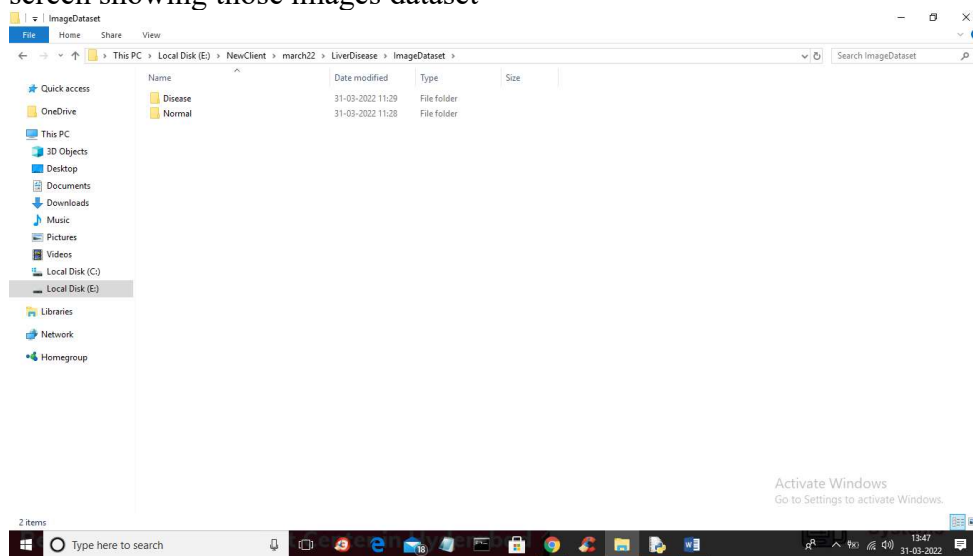 screen showing those images dataset
ImageDataset
File Home Share View
This PC > Local Disk (E:) > NewClient > march22 > LiverDisease > ImageDataset >
Search ImageDataset
Name Date modified Type Size
Disease 31-03-2022 11:29 File folder
Normal 31-03-2022 11:28 File folder
Quick access
OneDrive
This PC
3D Objects
Desktop
Documents
Downloads
Music
Pictures
Videos
Local Disk (C:)
Local Disk (E:)
Libraries
Network
Homegroup
Activate Windows
Go to Settings to activate Windows.
2 items
Type here to search
18
13:47
31-03-2022